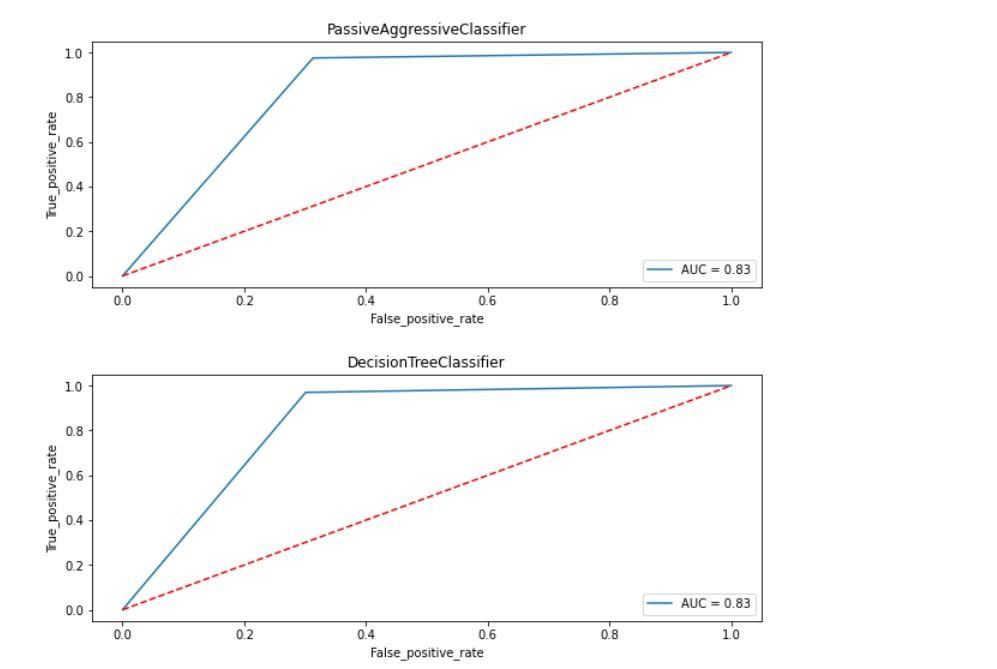 PassiveAggressiveClassifier
1.0
0.8
0.6
0.4
0.2
0.0
True_positive_rate
AUC = 0.83
0.0 0.2 0.4 0.6 0.8 1.0
False_positive_rate
DecisionTreeClassifier
1.0
0.8
0.6
0.4
0.2
0.0
True_positive_rate
AUC = 0.83
0.0 0.2 0.4 0.6 0.8 1.0
False_positive_rate